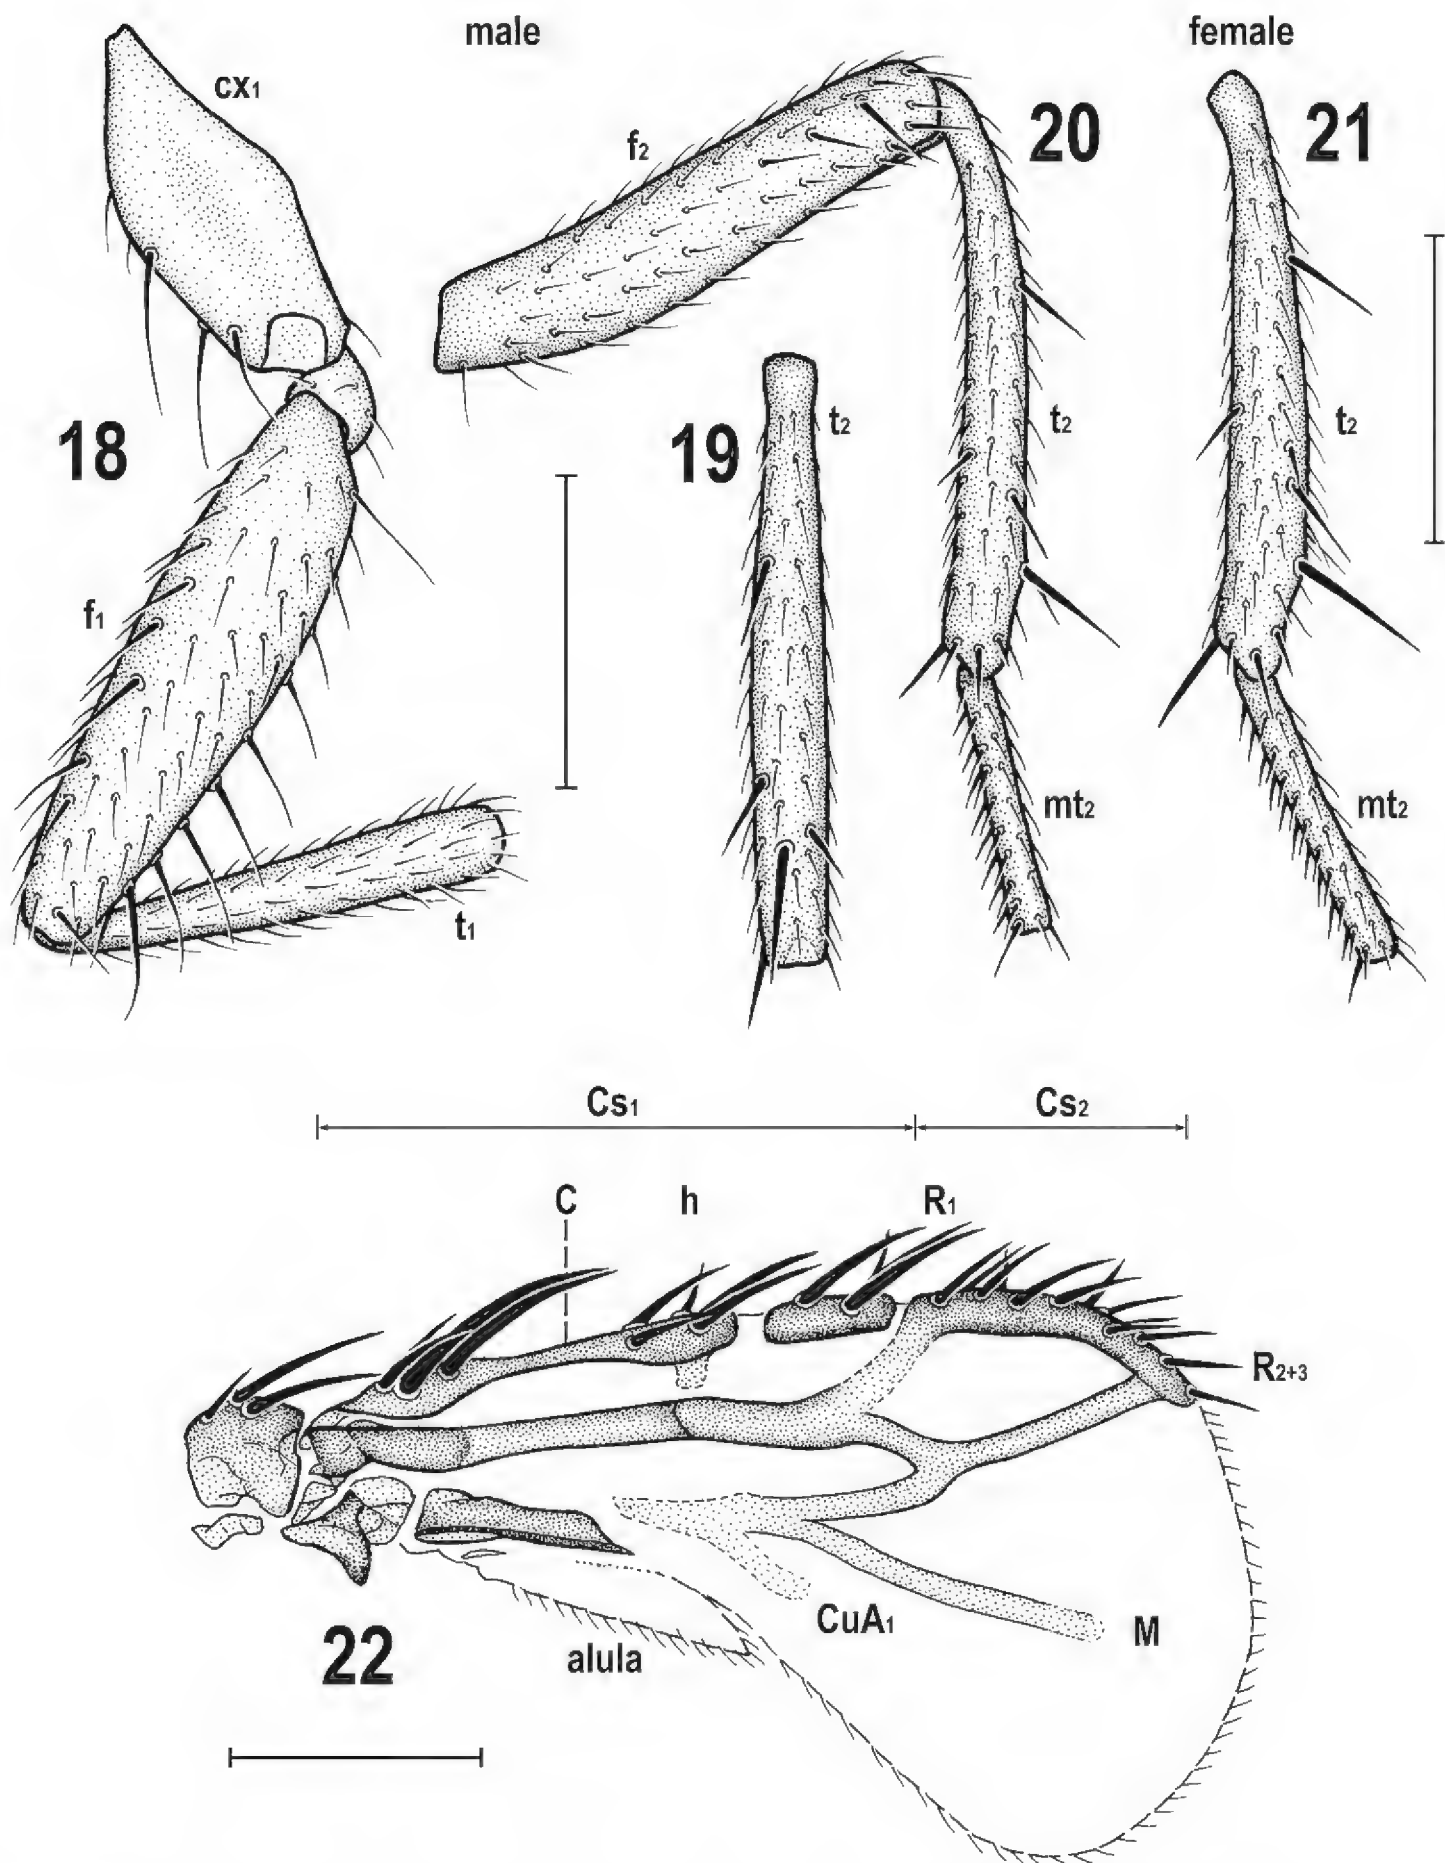 male
female
cx₁
f₂
20
21
t₂
t₂
t₂
18
19
f₁
mt₂
mt₂
t₁
Cs₁
Cs₂
C
h
R₁
R₂₊₃
CuA₁
M
22
alula